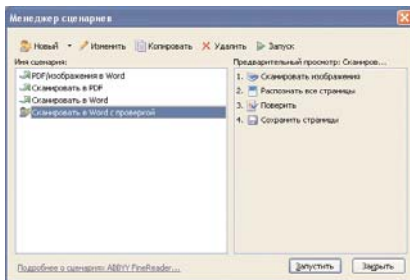 Менеджер сценариев
Новый Изменить Копировать Удалить Запуск
Имя сценария:
PDF/изображения в Word
Сканировать в PDF
Сканировать в Word
Сканировать в Word с проверкой
Предварительный просмотр: Сканиров...
1. Сканировать изображения
2. Распознать все страницы
3. Поверить
4. Сохранить страницы
Подробнее о сценариях ABBYY FineReader...
Запустить Закрыть